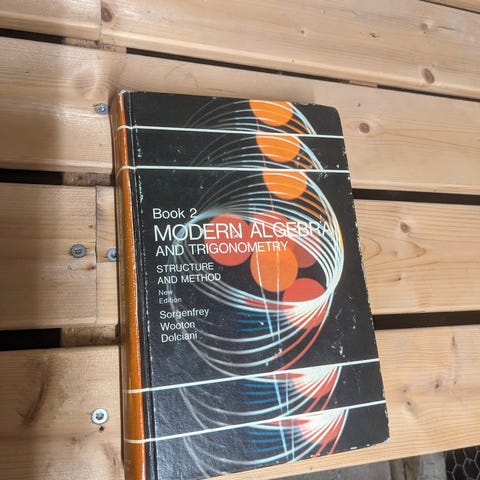 Book 2
MODERN ALGEBRA
AND TRIGONOMETRY
STRUCTURE
AND METHOD
New
Edition
Sorgenfrey
Wooton
Dolciani